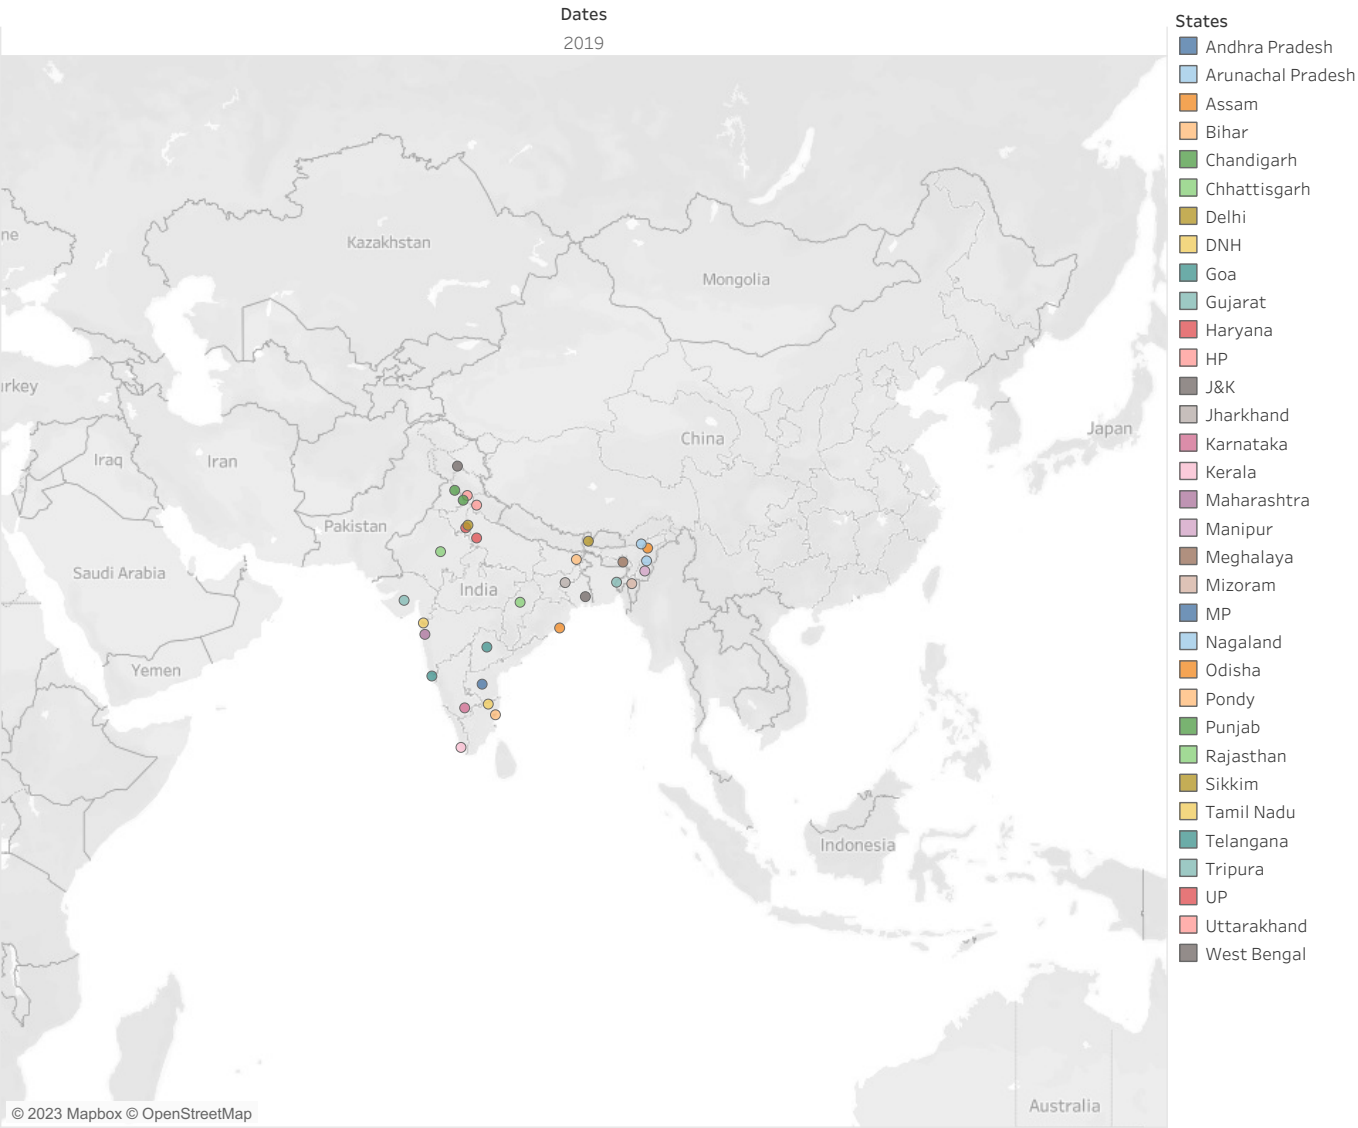 Dates
2019
States
Andhra Pradesh
Arunachal Pradesh
Assam
Bihar
Chandigarh
Chhattisgarh
Delhi
DNH
Goa
Gujarat
Haryana
HP
J&K
Jharkhand
Karnataka
Kerala
Maharashtra
Manipur
Meghalaya
Mizoram
MP
Nagaland
Odisha
Pondy
Punjab
Rajasthan
Sikkim
Tamil Nadu
Telangana
Tripura
UP
Uttarakhand
West Bengal
ne
Kazakhstan
Mongolia
urkey
Japan
China
Iraq
Iran
Pakistan
Saudi Arabia
India
Yemen
Indonesia
Australia
© 2023 Mapbox © OpenStreetMap